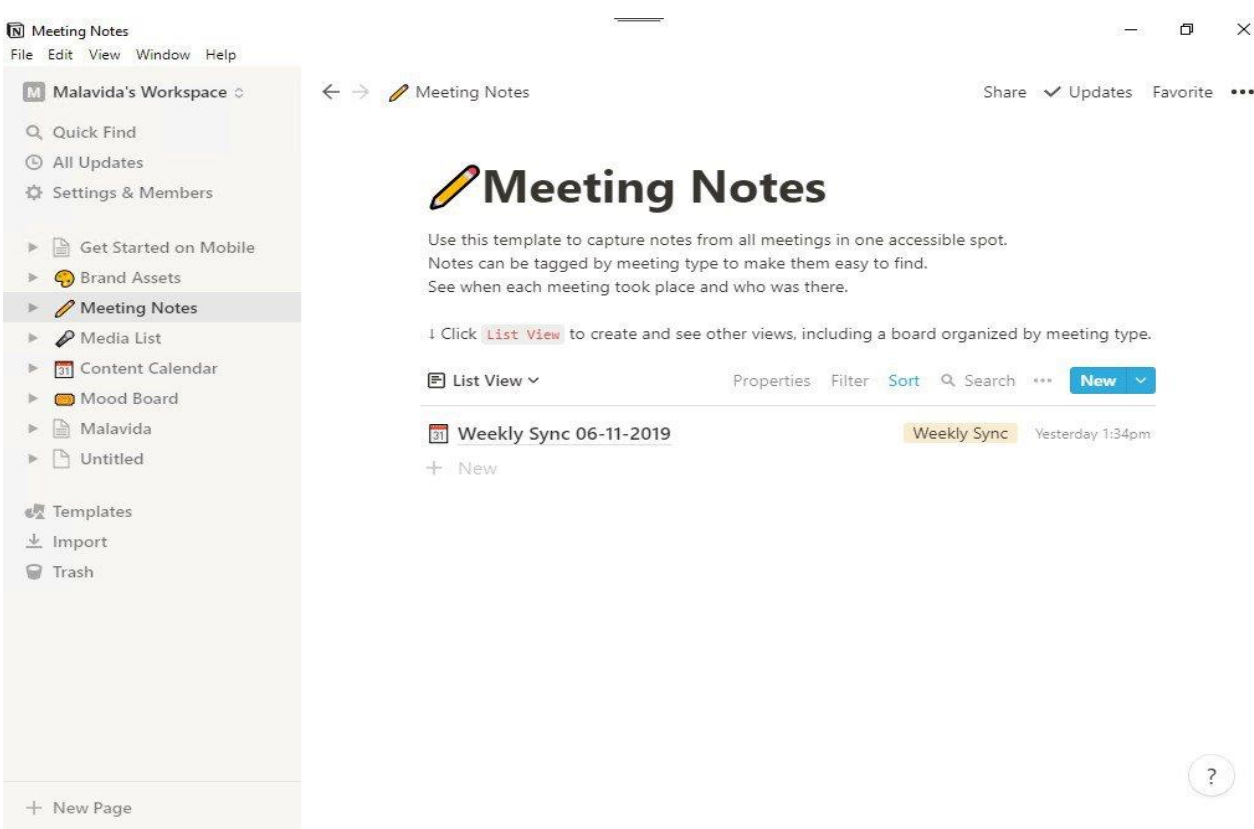 Meeting Notes
File Edit View Window Help
M Malavida's Workspace
Quick Find
All Updates
Settings & Members
Get Started on Mobile
Brand Assets
Meeting Notes
Media List
31 Content Calendar
Mood Board
Malavida
Untitled
Templates
Import
Trash
+ New Page
← → Meeting Notes
Share ✓ Updates Favorite •••
Meeting Notes
Use this template to capture notes from all meetings in one accessible spot.
Notes can be tagged by meeting type to make them easy to find.
See when each meeting took place and who was there.
↓ Click List View to create and see other views, including a board organized by meeting type.
List View Properties Filter Sort Search ••• New
31 Weekly Sync 06-11-2019 Weekly Sync Yesterday 1:34pm
+ New
?